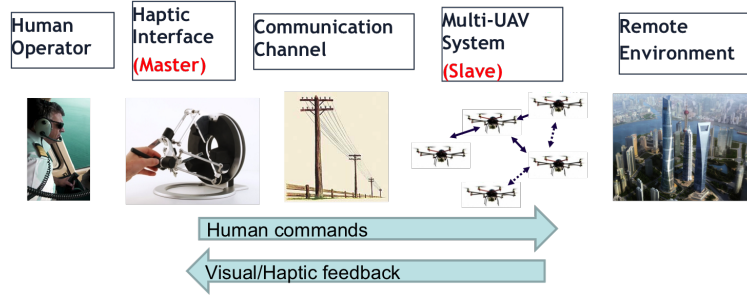 Human
Operator
Haptic
Interface
(Master)
Communication
Channel
Multi-UAV
System
(Slave)
Remote
Environment
Human commands
Visual/Haptic feedback